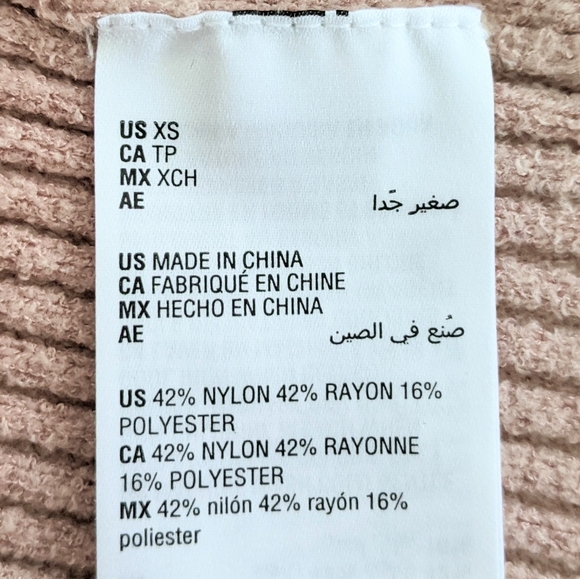 US XS
CA TP
MX XCH
AE صغير جّدا
US MADE IN CHINA
CA FABRIQUÉ EN CHINE
MX HECHO EN CHINA
AE صُنع في الصين
US 42% NYLON 42% RAYON 16%
POLYESTER
CA 42% NYLON 42% RAYONNE
16% POLYESTER
MX 42% nilón 42% rayón 16%
poliester